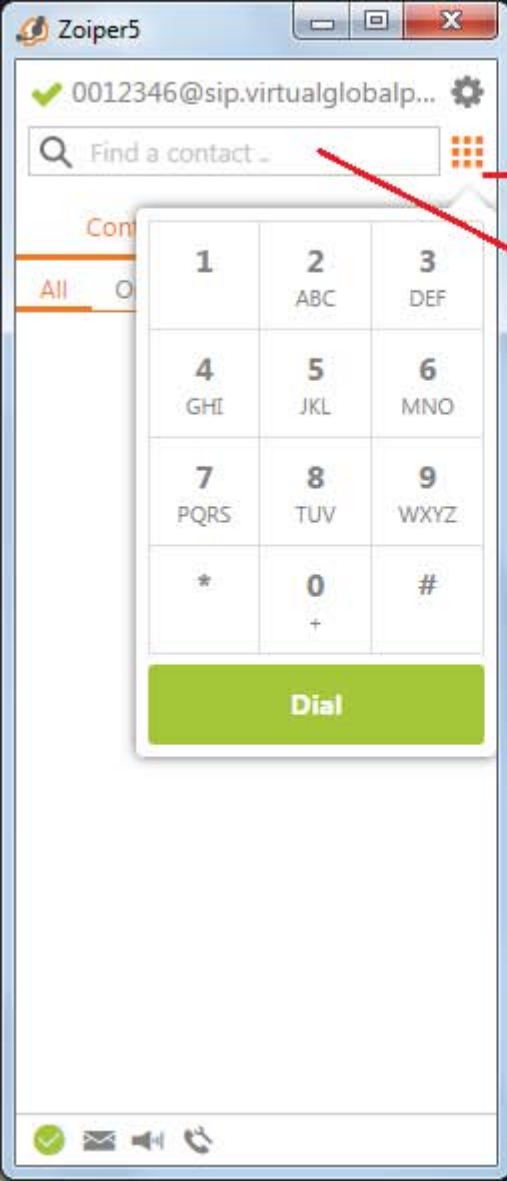 Zoiper5
0012346@sip.virtualglobalp...
Find a contact ..
Con
All O
1 2 3
ABC DEF
4 5 6
GHI JKL MNO
7 8 9
PQRS TUV WXYZ
* 0 #
+
Dial